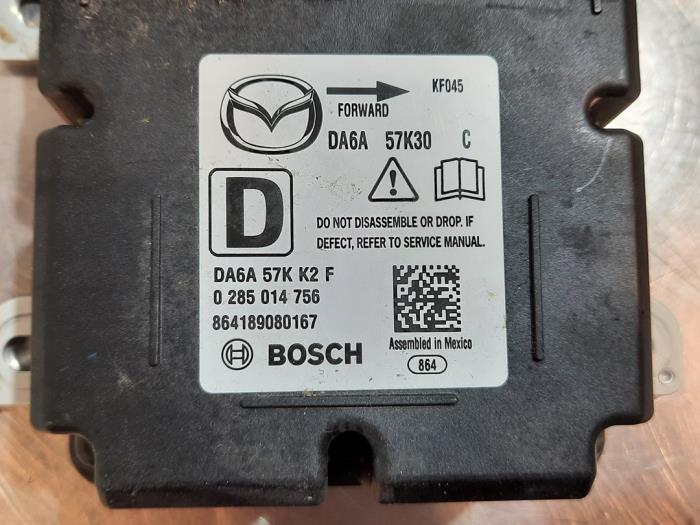 KF045
FORWARD
DA6A 57K30 C
D
DO NOT DISASSEMBLE OR DROP. IF
DEFECT, REFER TO SERVICE MANUAL.
DA6A 57K K2 F
0 285 014 756
864189080167
BOSCH
Assembled in Mexico
864